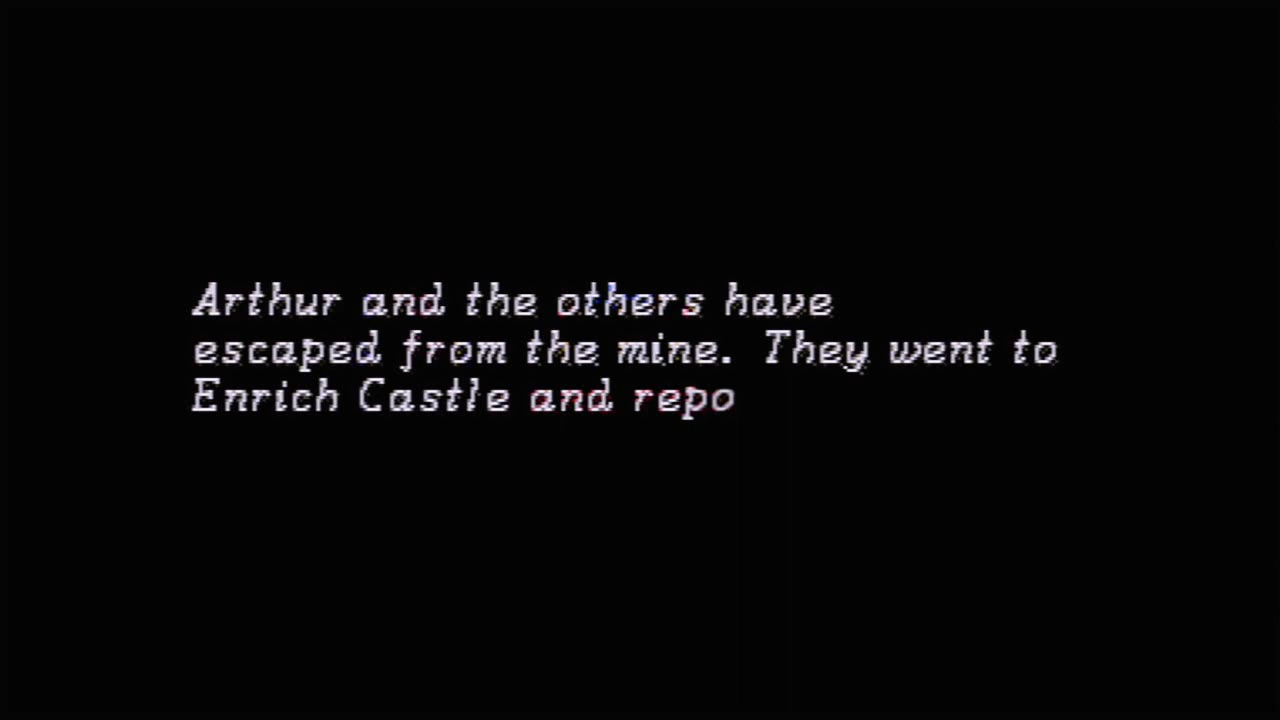 Arthur and the others have
escaped from the mine. They went to
Enrich Castle and repo